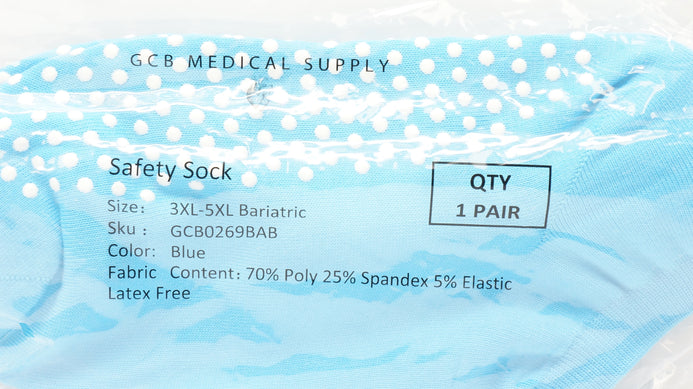 GCB MEDICAL SUPPLY
Safety Sock
QTY
1 PAIR
Size: 3XL-5XL Bariatric
Sku : GCB0269BAB
Color: Blue
Fabric Content: 70% Poly 25% Spandex 5% Elastic
Latex Free